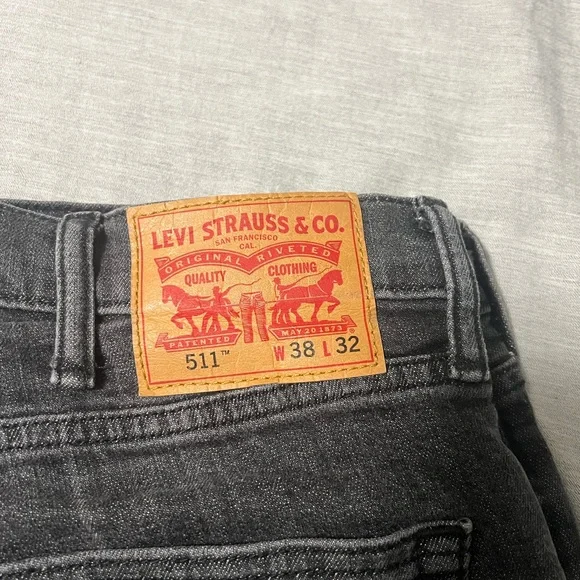 LEVI STRAUSS & CO.
SAN FRANCISCO
CAL.
ORIGINAL RIVETED
QUALITY CLOTHING
PATENTED MAY 20 1873
511™ W 38 L 32